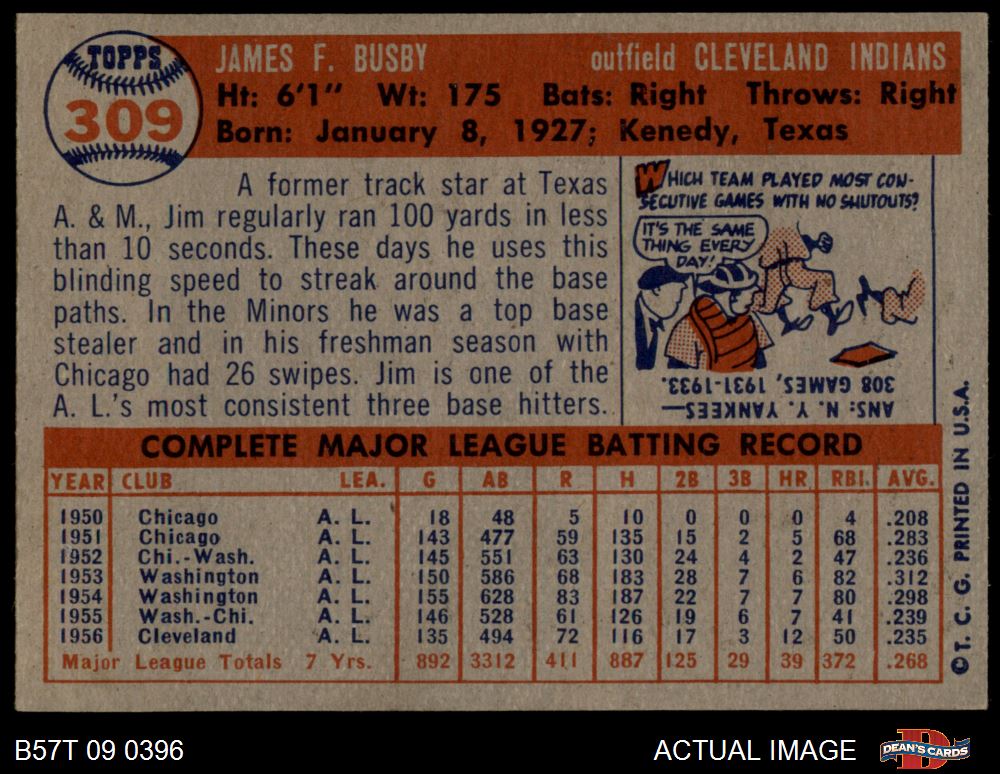 TOPPS
309
JAMES F. BUSBY outfield CLEVELAND INDIANS
Ht: 6'1" Wt: 175 Bats: Right Throws: Right
Born: January 8, 1927; Kenedy, Texas
A former track star at Texas
A. & M., Jim regularly ran 100 yards in less
than 10 seconds. These days he uses this
blinding speed to streak around the base
paths. In the Minors he was a top base
stealer and in his freshman season with
Chicago had 26 swipes. Jim is one of the
A. L.'s most consistent three base hitters.
WHICH TEAM PLAYED MOST CON-
SECUTIVE GAMES WITH NO SHUTOUTS?
IT'S THE SAME
THING EVERY
DAY!
ANS: N. Y. YANKEES—
308 GAMES, 1931-1933.
COMPLETE MAJOR LEAGUE BATTING RECORD
YEAR CLUB LEA. G AB R H 2B 3B HR RBI. AVG.
1950 Chicago A. L. 18 48 5 10 0 0 0 4 .208
1951 Chicago A. L. 143 477 59 135 15 2 5 68 .283
1952 Chi.-Wash. A. L. 145 551 63 130 24 4 2 47 .236
1953 Washington A. L. 150 586 68 183 28 7 6 82 .312
1954 Washington A. L. 155 628 83 187 22 7 7 80 .298
1955 Wash.-Chi. A. L. 146 528 61 126 19 6 7 41 .239
1956 Cleveland A. L. 135 494 72 116 17 3 12 50 .235
Major League Totals 7 Yrs. 892 3312 411 887 125 29 39 372 .268
© T. C. G. PRINTED IN U.S.A.
B57T 09 0396 ACTUAL IMAGE DEAN'S CARDS